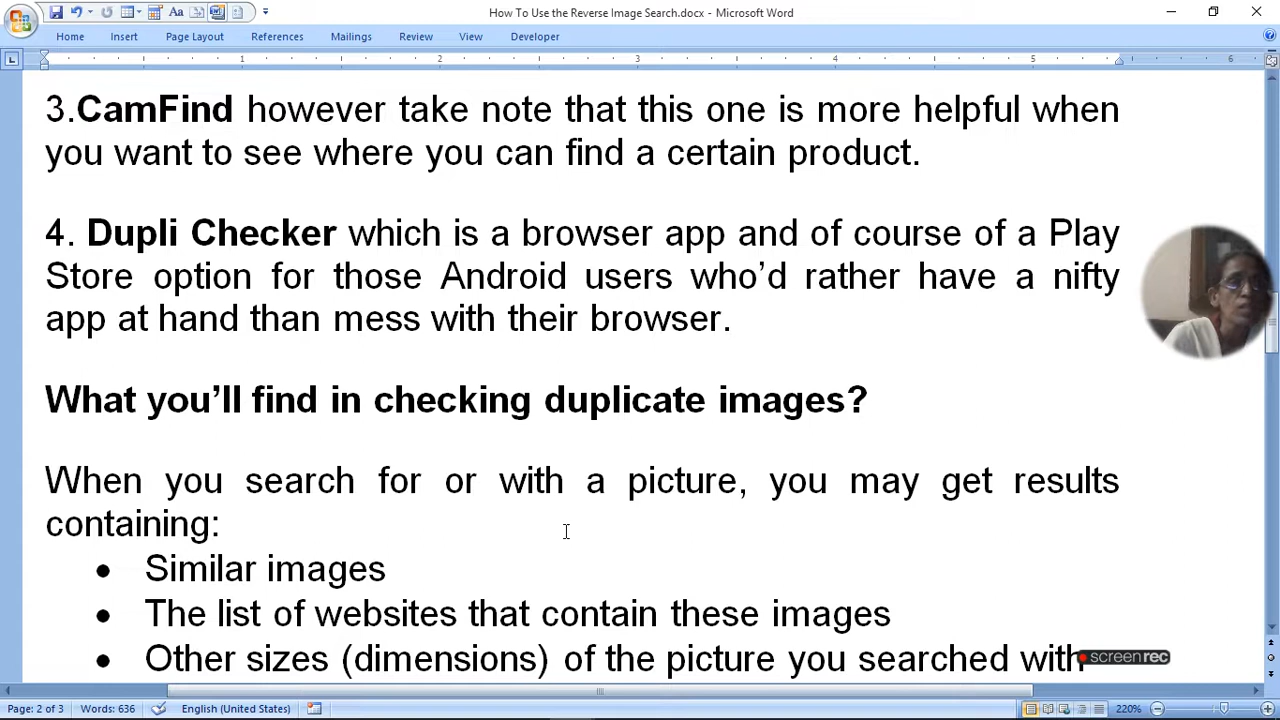 How To Use the Reverse Image Search.docx - Microsoft Word
Home Insert Page Layout References Mailings Review View Developer
1 2 3 4 5 6
3.CamFind however take note that this one is more helpful when
you want to see where you can find a certain product.
4. Dupli Checker which is a browser app and of course of a Play
Store option for those Android users who’d rather have a nifty
app at hand than mess with their browser.
What you’ll find in checking duplicate images?
When you search for or with a picture, you may get results
containing:
• Similar images
• The list of websites that contain these images
• Other sizes (dimensions) of the picture you searched with
screenrec
Page: 2 of 3 Words: 636 English (United States) 220%